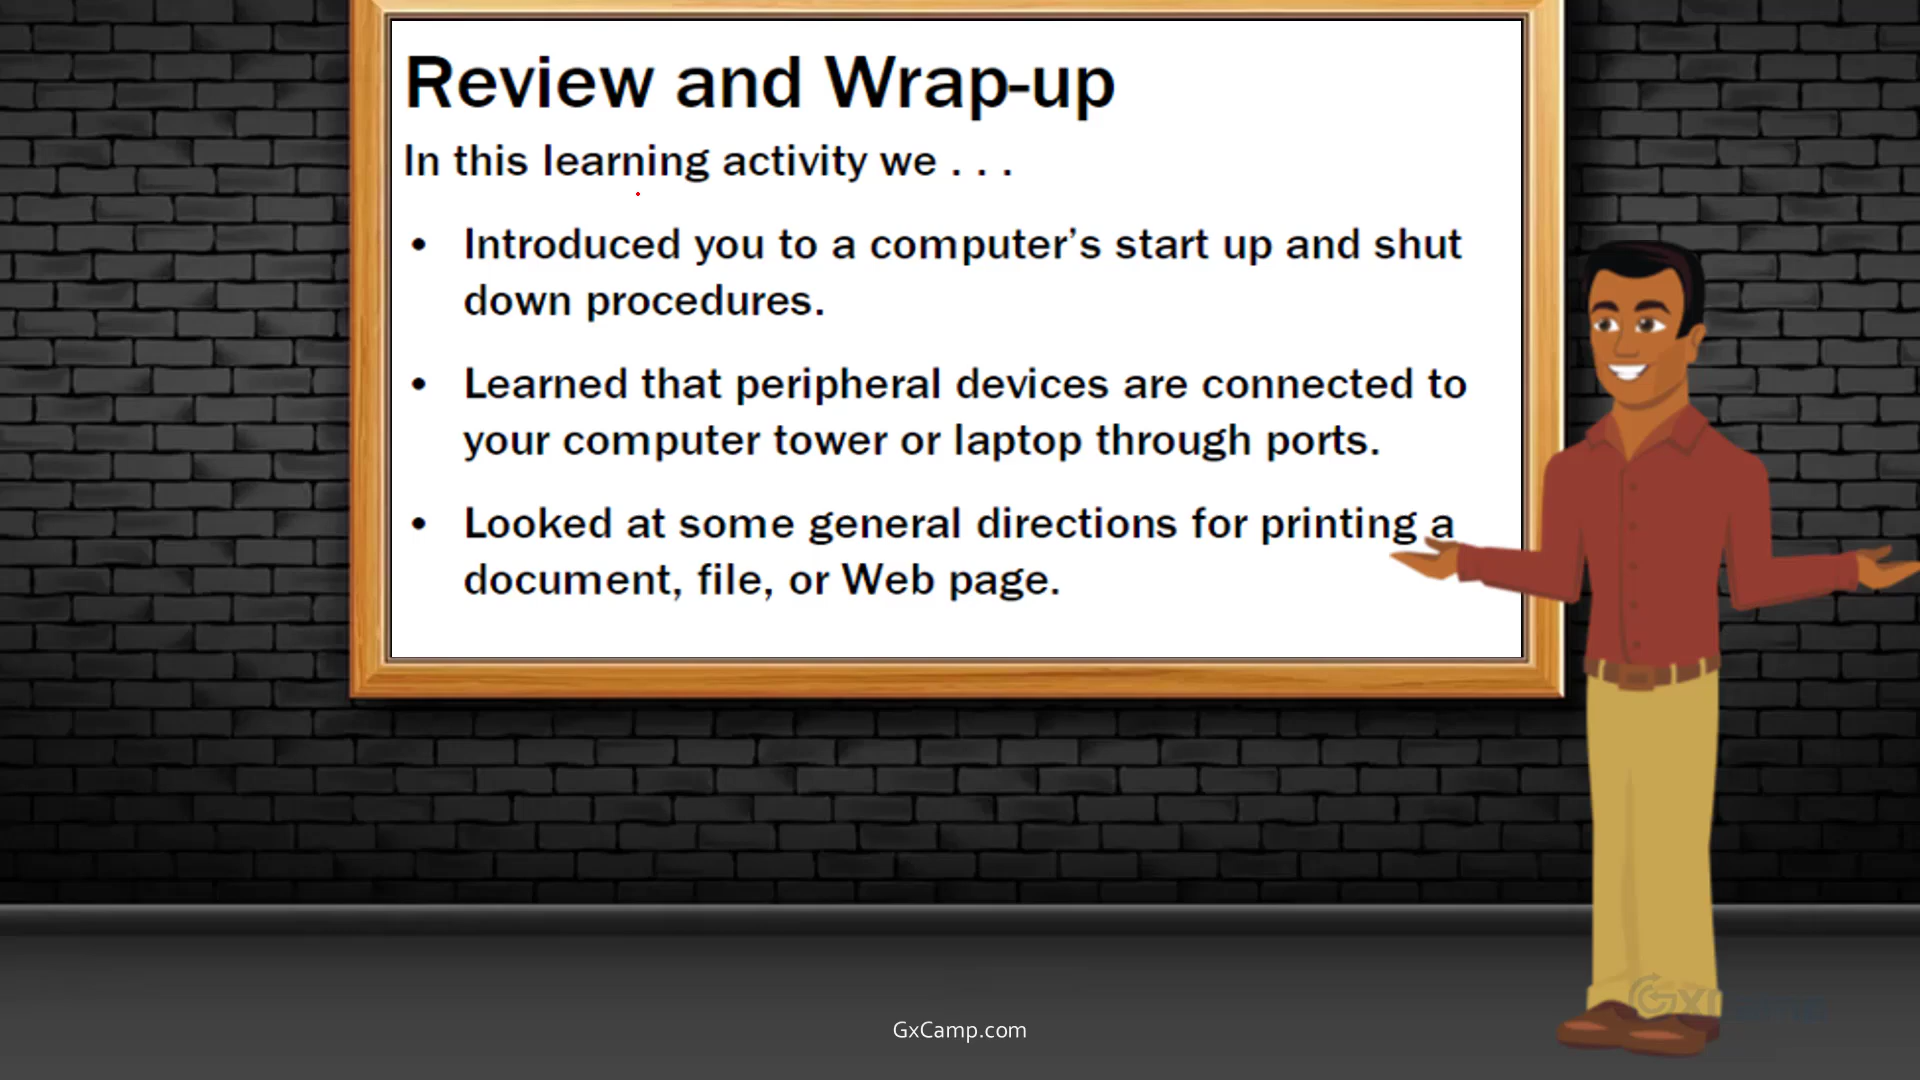 Review and Wrap-up
In this learning activity we . . .
• Introduced you to a computer’s start up and shut
down procedures.
• Learned that peripheral devices are connected to
your computer tower or laptop through ports.
• Looked at some general directions for printing a
document, file, or Web page.
GxCamp
GxCamp.com